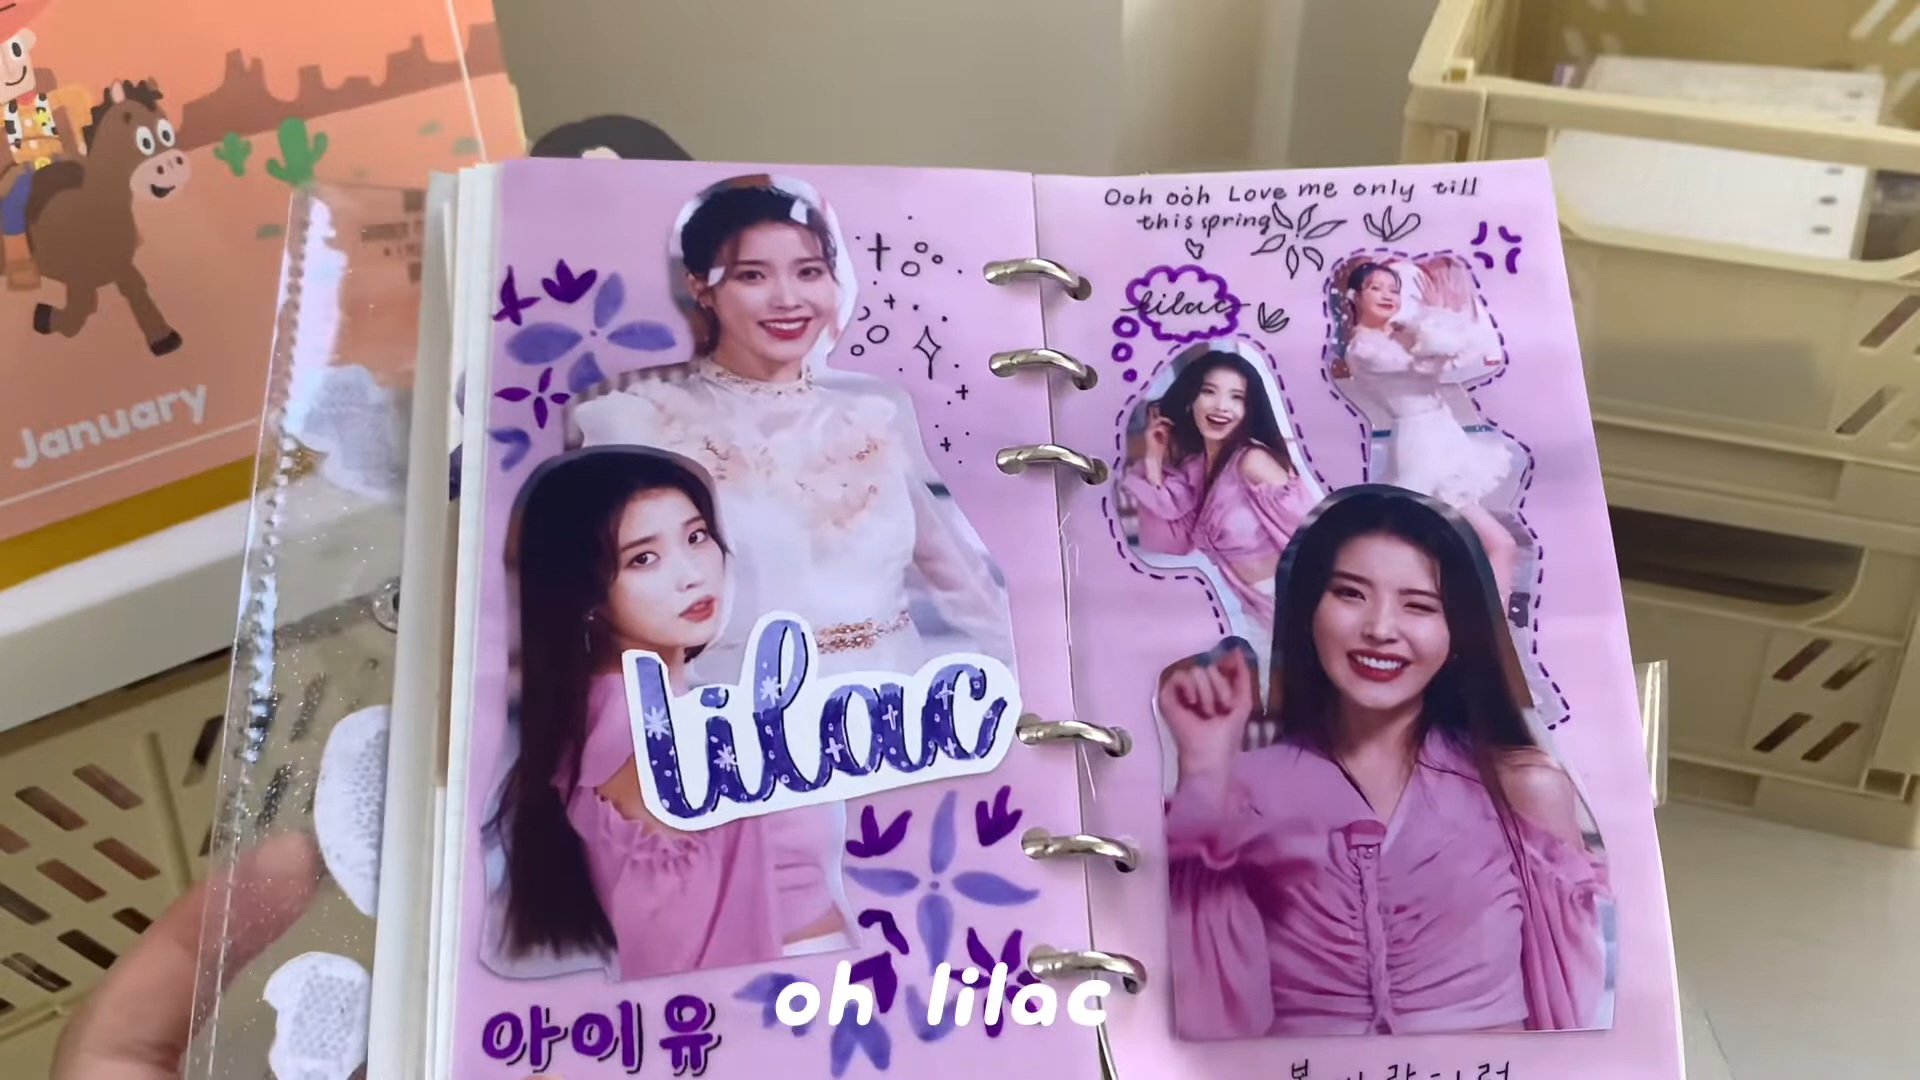 January
Ooh ooh Love me only till
this spring
lilac
lilac
아이유
oh lilac